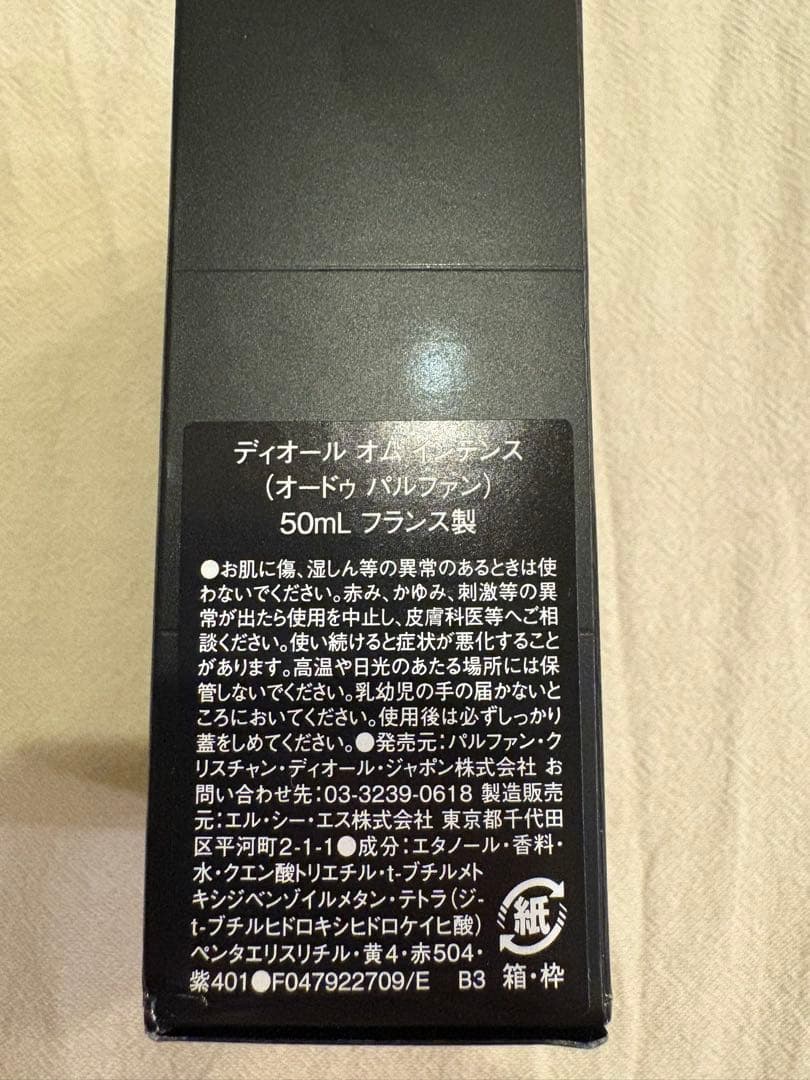 ディオール オム インテンス
(オードゥ パルファン)
50mL フランス製
●お肌に傷、湿しん等の異常のあるときは使
わないでください。赤み、かゆみ、刺激等の異
常が出たら使用を中止し、皮膚科医等へご相
談ください。使い続けると症状が悪化すること
があります。高温や日光のあたる場所には保
管しないでください。乳幼児の手の届かないと
ころにおいてください。使用後は必ずしっかり
蓋をしめてください。●発売元:パルファン・ク
リスチャン・ディオール・ジャポン株式会社 お
問い合わせ先:03-3239-0618 製造販売
元:エル・シー・エス株式会社 東京都千代田
区平河町2-1-1●成分:エタノール・香料・
水・クエン酸トリエチル・t-ブチルメト
キシジベンゾイルメタン・テトラ(ジ-
t-ブチルヒドロキシヒドロケイヒ酸)
ペンタエリスリチル・黄4・赤504・
紫401●F047922709/E B3
紙
箱・枠